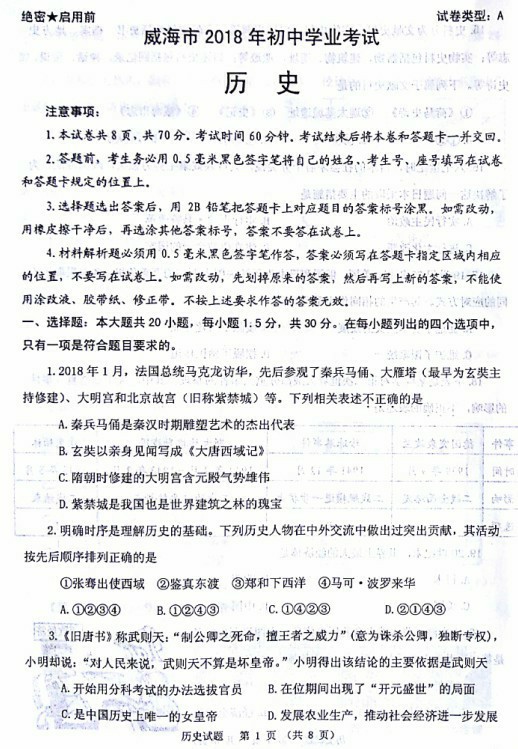 绝密★启用前 试卷类型：A
威海市 2018 年初中学业考试
历 史
注意事项：
1.本试卷共 8 页、共 70 分。考试时间 60 分钟。考试结束后将本卷和答题卡一并交回。
2.答题前，考生务必用 0.5 毫米黑色签字笔将自己的姓名、考生号、座号填写在试卷
和答题卡规定的位置上。
3.选择题选出答案后，用 2B 铅笔把答题卡上对应题目的答案标号涂黑。如需改动，
用橡皮擦干净后，再选涂其他答案标号，答案不要答在试卷上。
4.材料解析题必须用 0.5 毫米黑色签字笔作答，答案必须写在答题卡指定区域内相应
的位置，不要写在试卷上。如需改动，先划掉原来的答案，然后再写上新的答案，不能使
用涂改液、胶带纸、修正带。不按上述要求作答的答案无效。
一、选择题：本大题共 20 小题，每小题 1.5 分，共 30 分。在每小题列出的四个选项中，
只有一项是符合题目要求的。
1.2018 年 1 月，法国总统马克龙访华，先后参观了秦兵马俑、大雁塔（最早为玄奘主
持修建）、大明宫和北京故宫（旧称紫禁城）等。下列相关表述不正确的是
A.秦兵马俑是秦汉时期雕塑艺术的杰出代表
B.玄奘以亲身见闻写成《大唐西域记》
C.隋朝时修建的大明宫含元殿气势雄伟
D.紫禁城是我国也是世界建筑之林的瑰宝
2.明确时序是理解历史的基础。下列历史人物在中外交流中做出过突出贡献，其活动
按先后顺序排列正确的是
①张骞出使西域 ②鉴真东渡 ③郑和下西洋 ④马可·波罗来华
A.①②③④ B.①②④③ C.①④②③ D.②①④③
3.《旧唐书》称武则天：“制公卿之死命，擅王者之威力”（意为诛杀公卿，独断专权），
小明却说：“对人民来说，武则天不算是坏皇帝。”小明得出该结论的主要依据是武则天
A.开始用分科考试的办法选拔官员 B.在位期间出现了“开元盛世”的局面
C.是中国历史上唯一的女皇帝 D.发展农业生产，推动社会经济进一步发展
历史试题 第 1 页 （共 8 页）